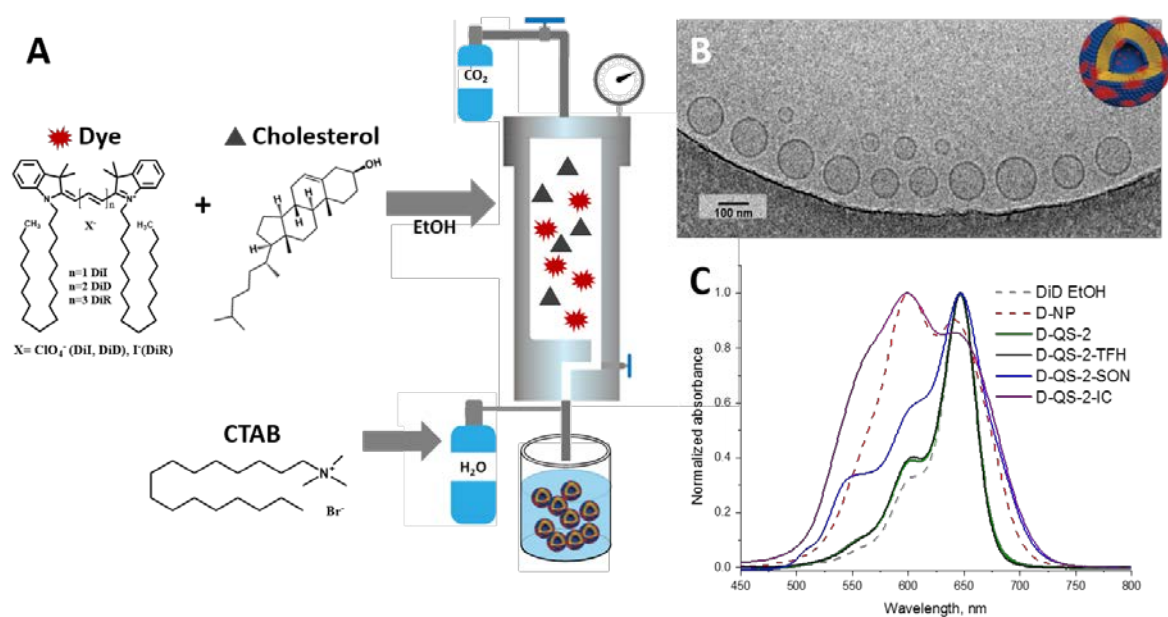 A
CO₂
Dye
Cholesterol
N
N⁺
n
CH₃
X⁻
H₃C
n=1 DiI
n=2 DiD
n=3 DiR
X= ClO₄⁻ (DiI, DiD), I⁻(DiR)
+
OH
H
H
H
H
EtOH
CTAB
N⁺
Br⁻
H₂O
B
100 nm
C
DiD EtOH
D-NP
D-QS-2
D-QS-2-TFH
D-QS-2-SON
D-QS-2-IC
Normalized absorbance
1.0
0.8
0.6
0.4
0.2
0.0
450 500 550 600 650 700 750 800
Wavelength, nm